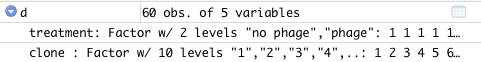 d 60 obs. of 5 variables
treatment: Factor w/ 2 levels "no phage","phage": 1 1 1 1 1…
clone : Factor w/ 10 levels "1","2","3","4",..: 1 2 3 4 5 6…